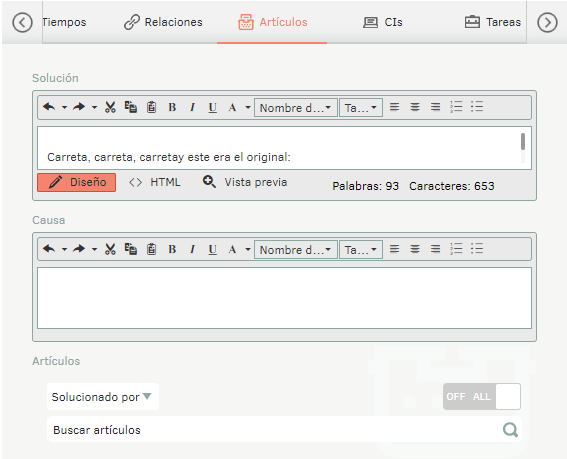 Tiempos Relaciones Artículos CIs Tareas
Solución
B I U A Nombre d... Ta...
Carreta, carreta, carretay este era el original:
Diseño HTML Vista previa Palabras: 93 Caracteres: 653
Causa
B I U A Nombre d... Ta...
Artículos
Solucionado por OFF ALL
Buscar artículos